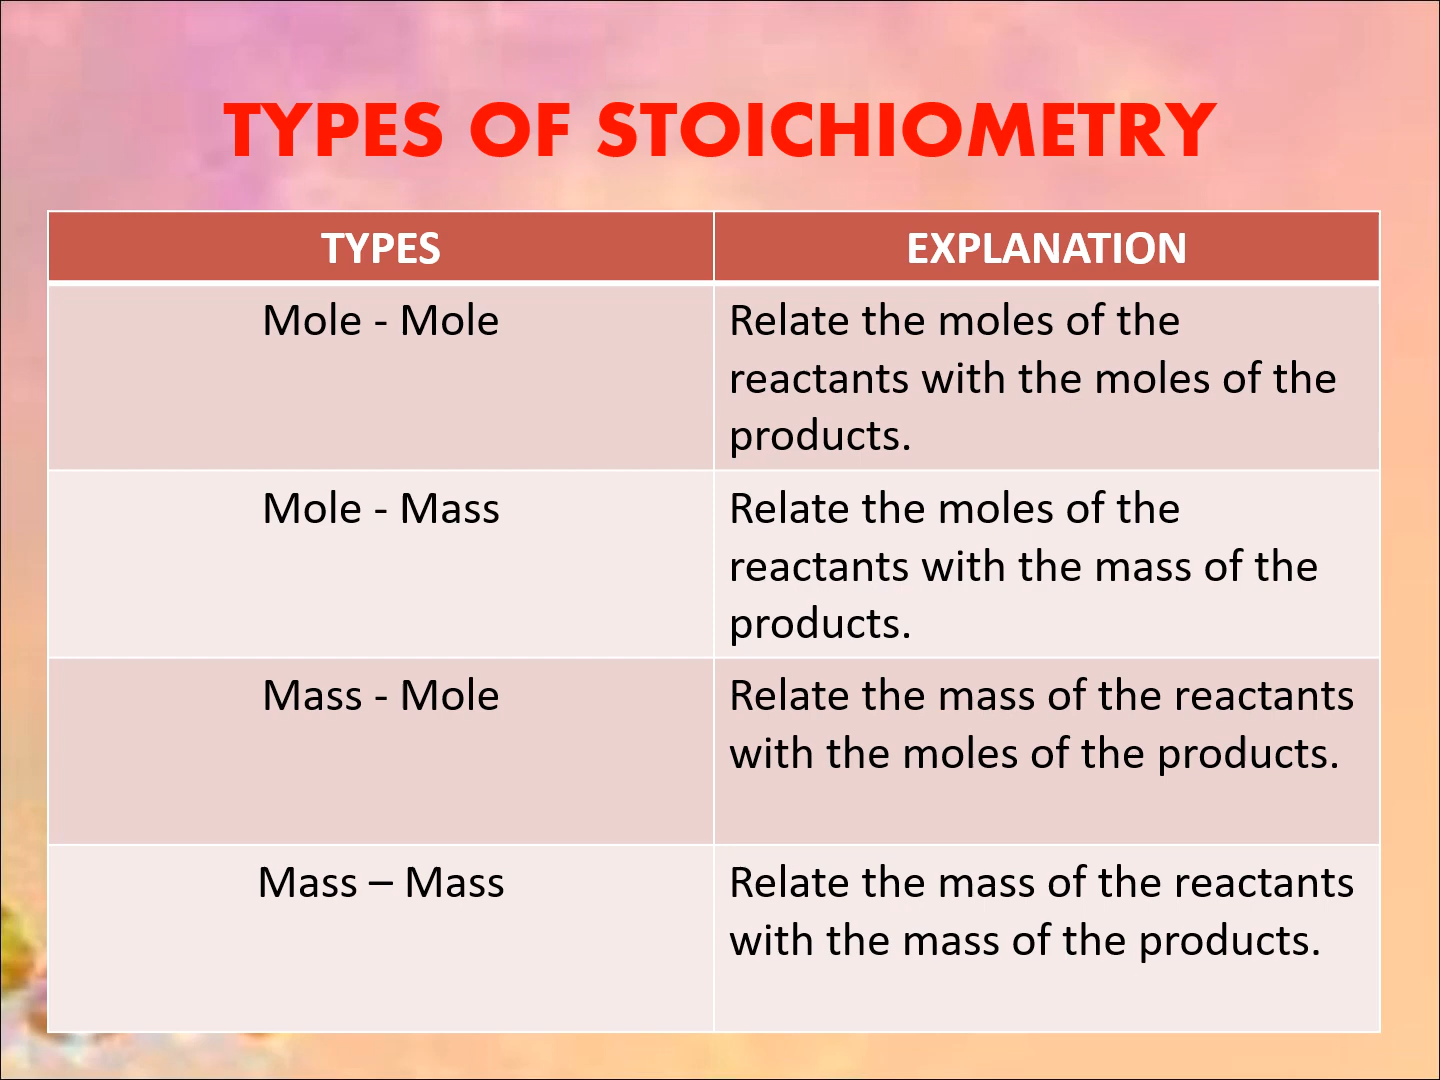 TYPES OF STOICHIOMETRY
TYPES
EXPLANATION
Mole - Mole
Relate the moles of the
reactants with the moles of the
products.
Mole - Mass
Relate the moles of the
reactants with the mass of the
products.
Mass - Mole
Relate the mass of the reactants
with the moles of the products.
Mass – Mass
Relate the mass of the reactants
with the mass of the products.